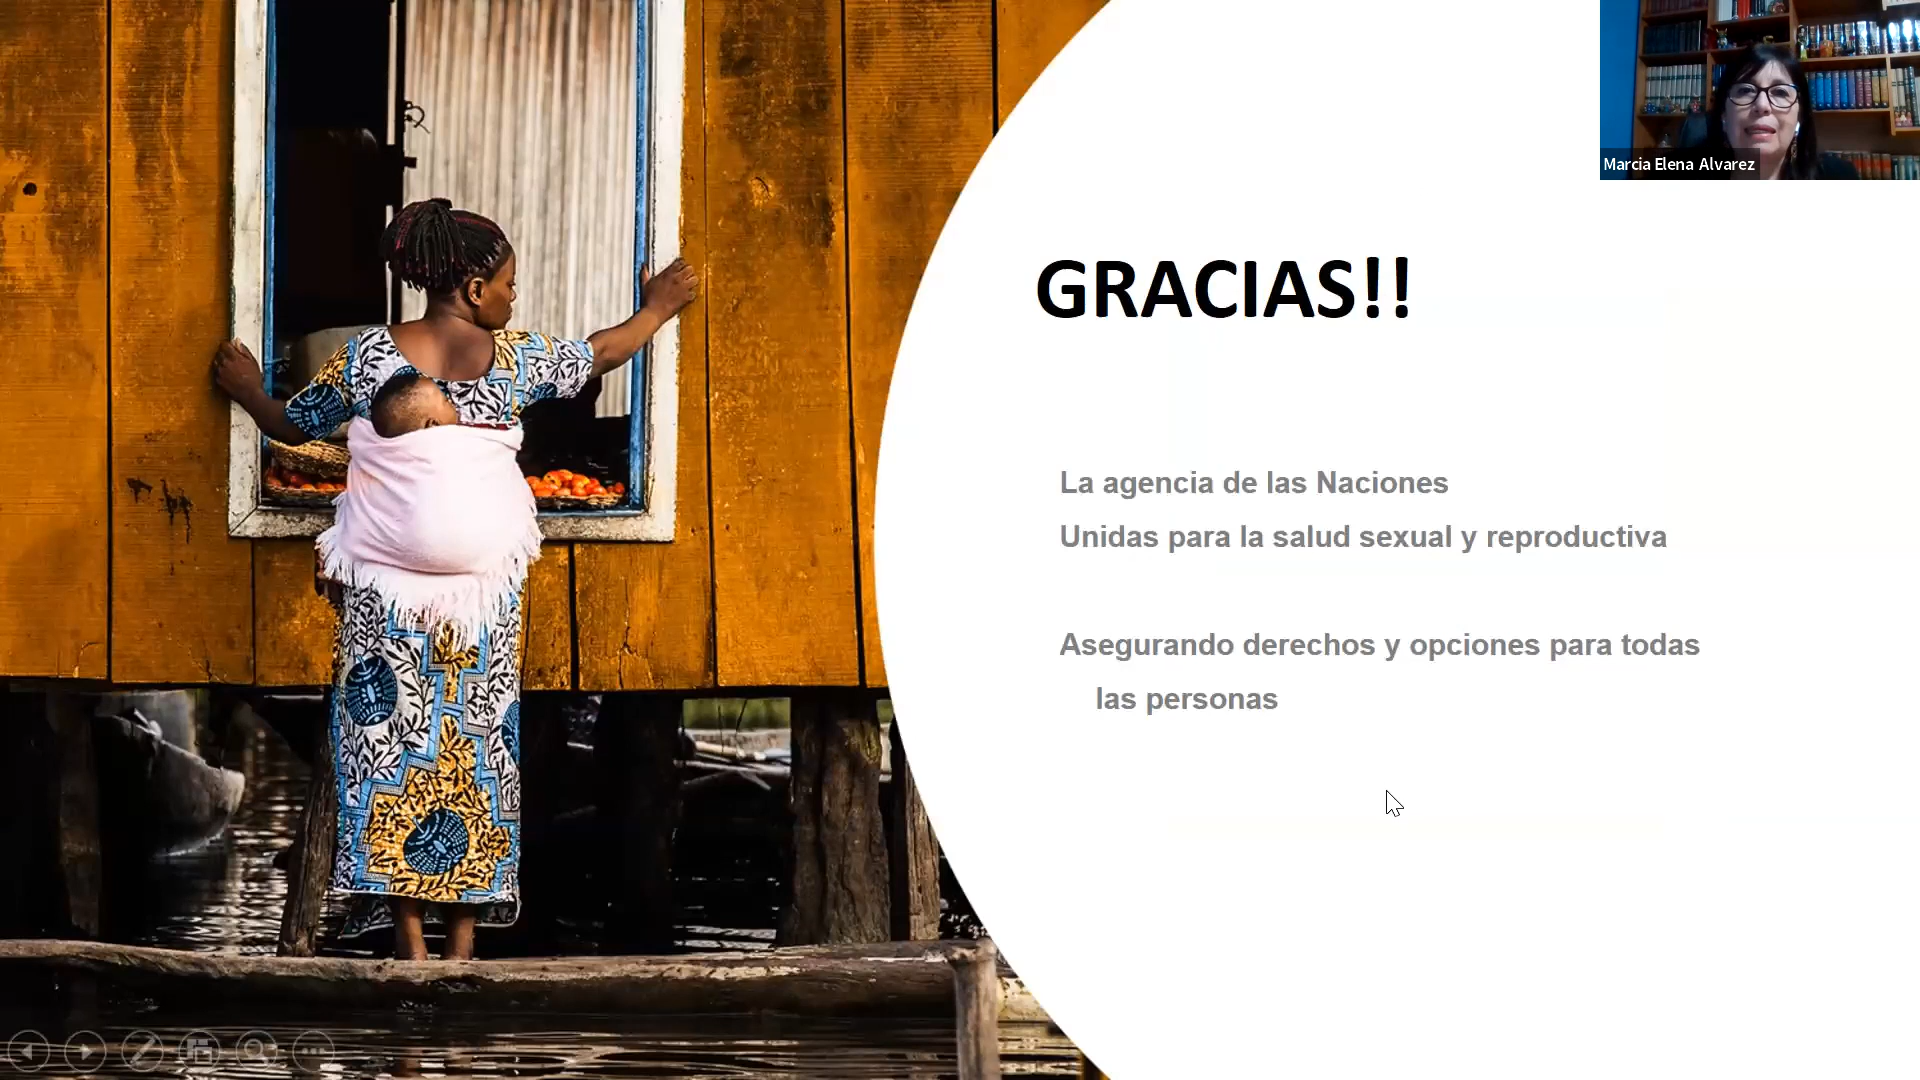 Marcia Elena Alvarez
GRACIAS!!
La agencia de las Naciones
Unidas para la salud sexual y reproductiva
Asegurando derechos y opciones para todas
las personas